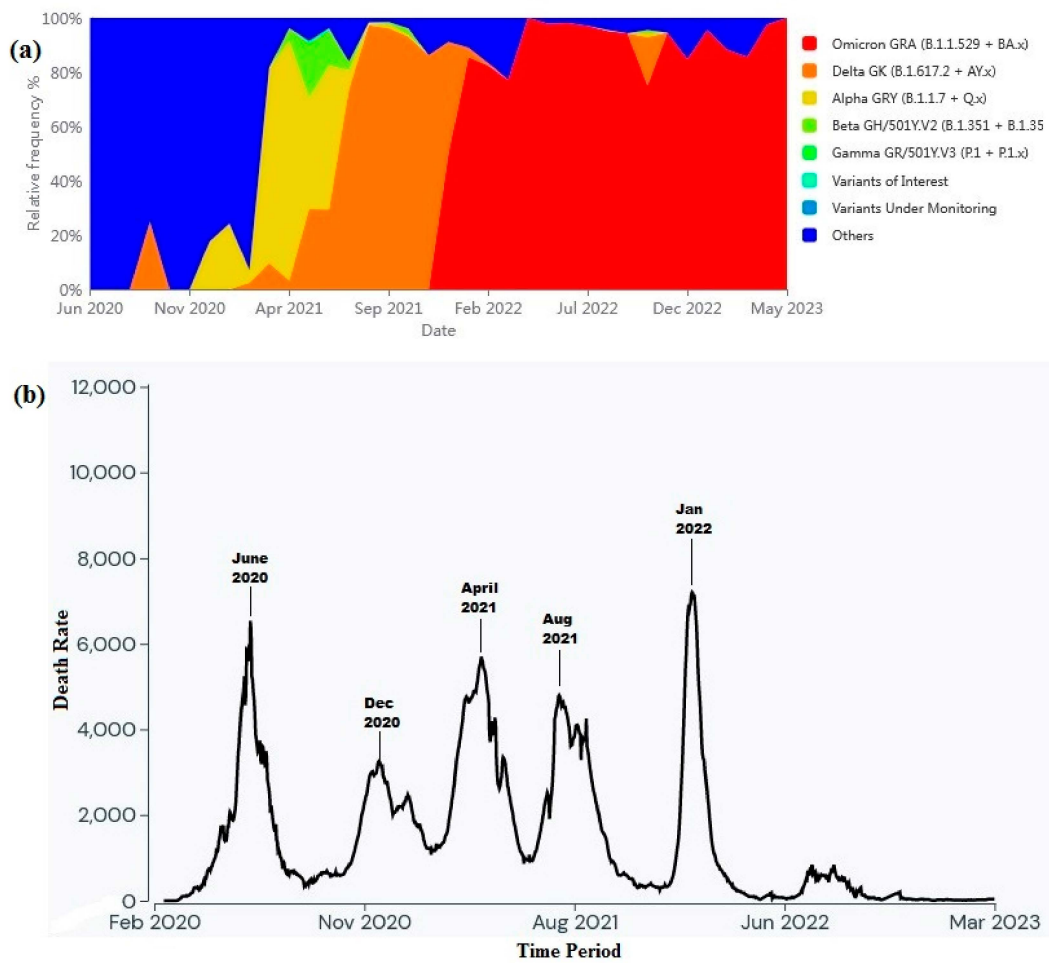 (a)
100%
80%
60%
40%
20%
0%
Relative frequency %
Jun 2020 Nov 2020 Apr 2021 Sep 2021 Feb 2022 Jul 2022 Dec 2022 May 2023
Date
Omicron GRA (B.1.1.529 + BA.x)
Delta GK (B.1.617.2 + AY.x)
Alpha GRY (B.1.1.7 + Q.x)
Beta GH/501Y.V2 (B.1.351 + B.1.35
Gamma GR/501Y.V3 (P.1 + P.1.x)
Variants of Interest
Variants Under Monitoring
Others
(b)
12,000
10,000
8,000
6,000
4,000
2,000
0
Death Rate
June
2020
Dec
2020
April
2021
Aug
2021
Jan
2022
Feb 2020 Nov 2020 Aug 2021 Jun 2022 Mar 2023
Time Period